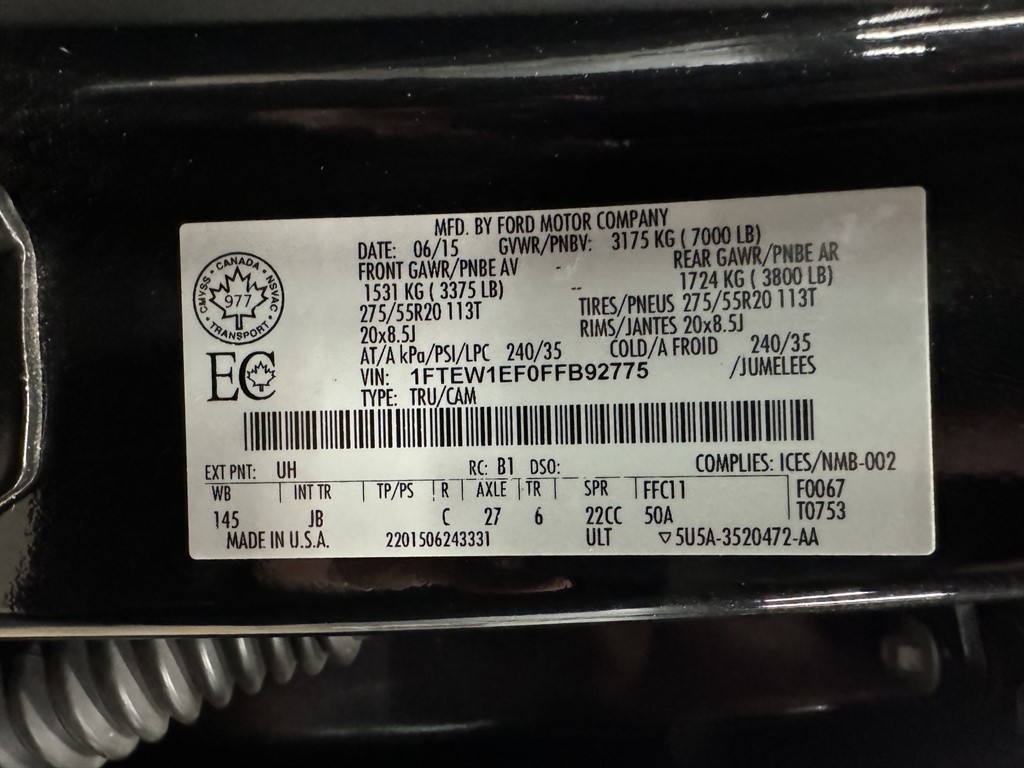 MFD. BY FORD MOTOR COMPANY
DATE: 06/15 GVWR/PNBV: 3175 KG ( 7000 LB)
FRONT GAWR/PNBE AV REAR GAWR/PNBE AR
1531 KG ( 3375 LB) -- 1724 KG ( 3800 LB)
275/55R20 113T TIRES/PNEUS 275/55R20 113T
20x8.5J RIMS/JANTES 20x8.5J
AT/A kPa/PSI/LPC 240/35 COLD/A FROID 240/35
VIN: 1FTEW1EF0FFB92775 /JUMELEES
TYPE: TRU/CAM
CANADA
CMVSS NSVAC
977
TRANSPORT
EC
EXT PNT: UH RC: B1 DSO: COMPLIES: ICES/NMB-002
WB INT TR TP/PS R AXLE TR SPR FFC11 F0067
145 JB C 27 6 22CC 50A T0753
MADE IN U.S.A. 2201506243331 ULT ▽5U5A-3520472-AA